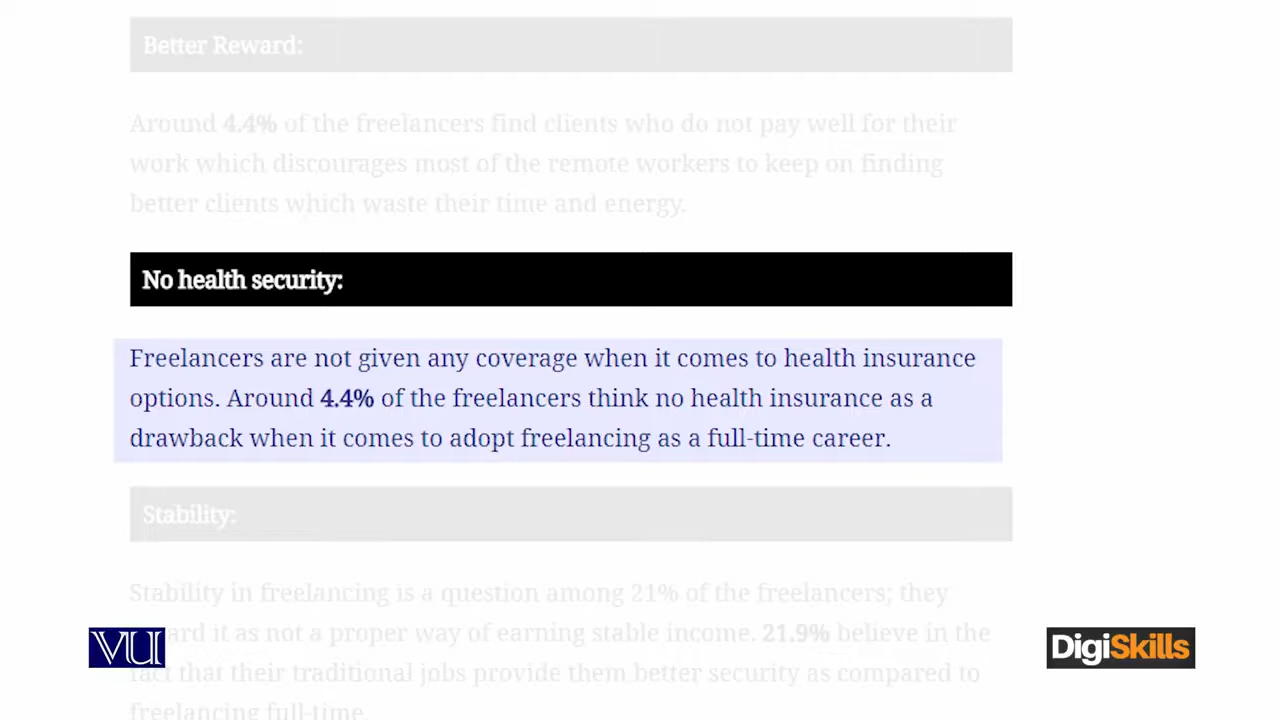 Better Reward:
Around 4.4% of the freelancers find clients who do not pay well for their
work which discourages most of the remote workers to keep on finding
better clients which waste their time and energy.
No health security:
Freelancers are not given any coverage when it comes to health insurance
options. Around 4.4% of the freelancers think no health insurance as a
drawback when it comes to adopt freelancing as a full-time career.
Stability:
Stability in freelancing is a question among 21% of the freelancers; they
it as not a proper way of earning stable income. 21.9% believe in the
fact that their traditional jobs provide them better security as compared to
freelancing full-time.
VU
DigiSkills